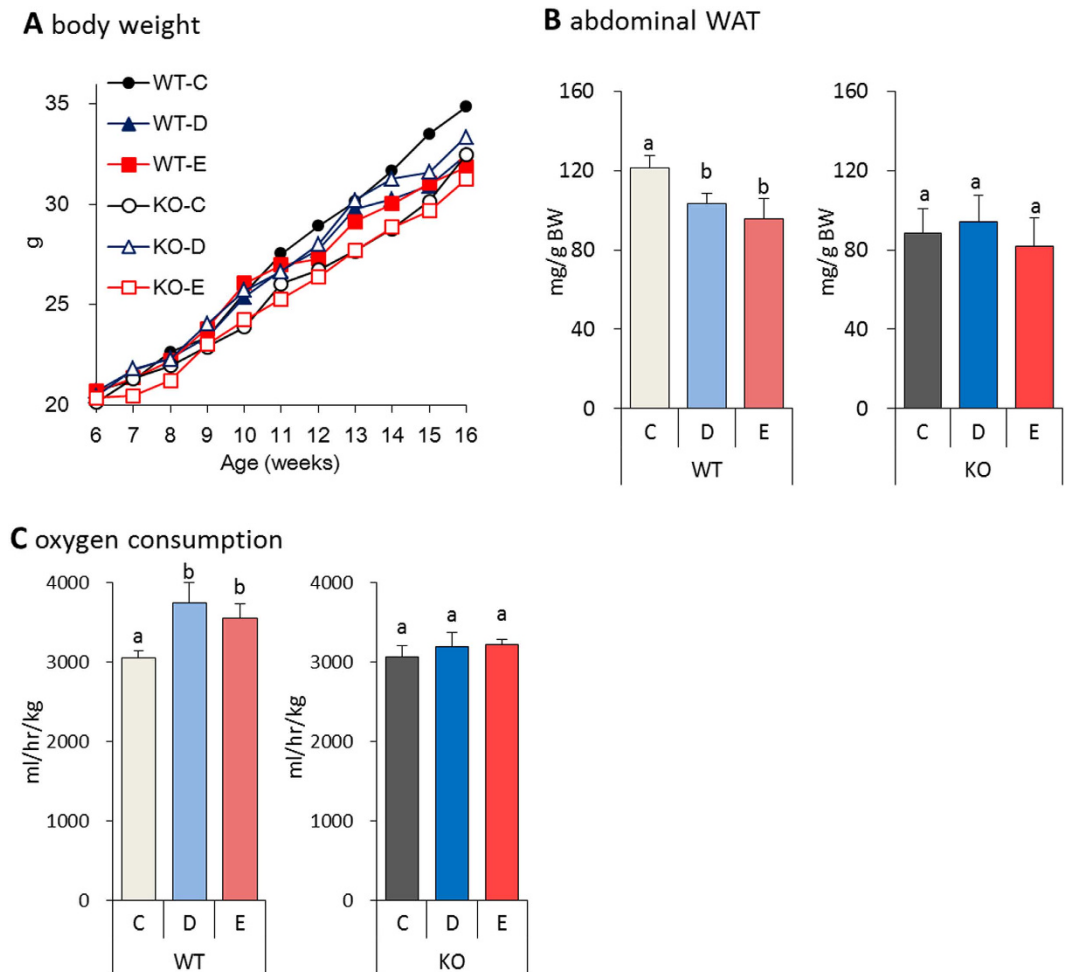 A body weight
WT-C
WT-D
WT-E
KO-C
KO-D
KO-E
g
35
30
25
20
6 7 8 9 10 11 12 13 14 15 16
Age (weeks)
B abdominal WAT
mg/g BW
160
120
80
40
0
a b b
C D E
WT
mg/g BW
160
120
80
40
0
a a a
C D E
KO
C oxygen consumption
ml/hr/kg
4000
3000
2000
1000
0
a b b
C D E
WT
ml/hr/kg
4000
3000
2000
1000
0
a a a
C D E
KO